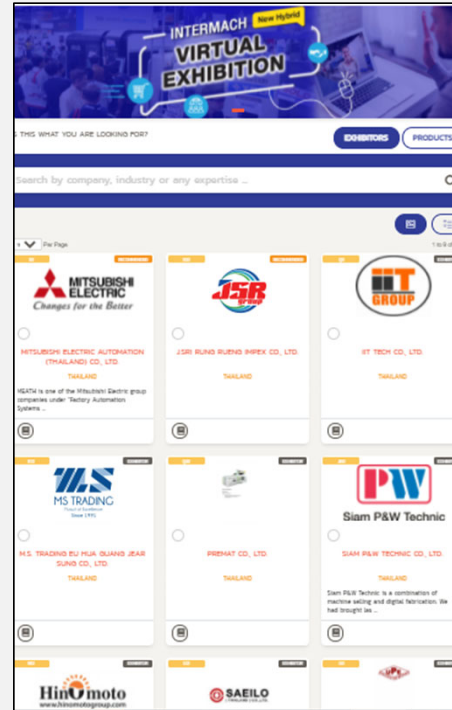 INTERMACH
New Hybrid
VIRTUAL
EXHIBITION
THIS WHAT YOU ARE LOOKING FOR?
EXHIBITORS
PRODUCTS
Search by company, industry or any expertise ...
Per Page
MITSUBISHI
ELECTRIC
Changes for the Better
MITSUBISHI ELECTRIC AUTOMATION
(THAILAND) CO., LTD.
THAILAND
MEATH is one of the Mitsubishi Electric group
companies under "Factory Automation
Systems ...
JSR
group
JSRI RUNG RUENG IMPEX CO., LTD.
THAILAND
iiT
GROUP
IIT TECH CO., LTD.
THAILAND
MS TRADING
Since 1991
M.S. TRADING EU HUA GUANG JEAR
SUNG CO., LTD.
THAILAND
PREMAT CO., LTD.
THAILAND
PW
Siam P&W Technic
SIAM P&W TECHNIC CO., LTD.
THAILAND
Siam P&W Technic is a combination of
machine selling and digital fabrication. We
had brought las ...
Hinomoto
www.hinomotogroup.com
SAEILO